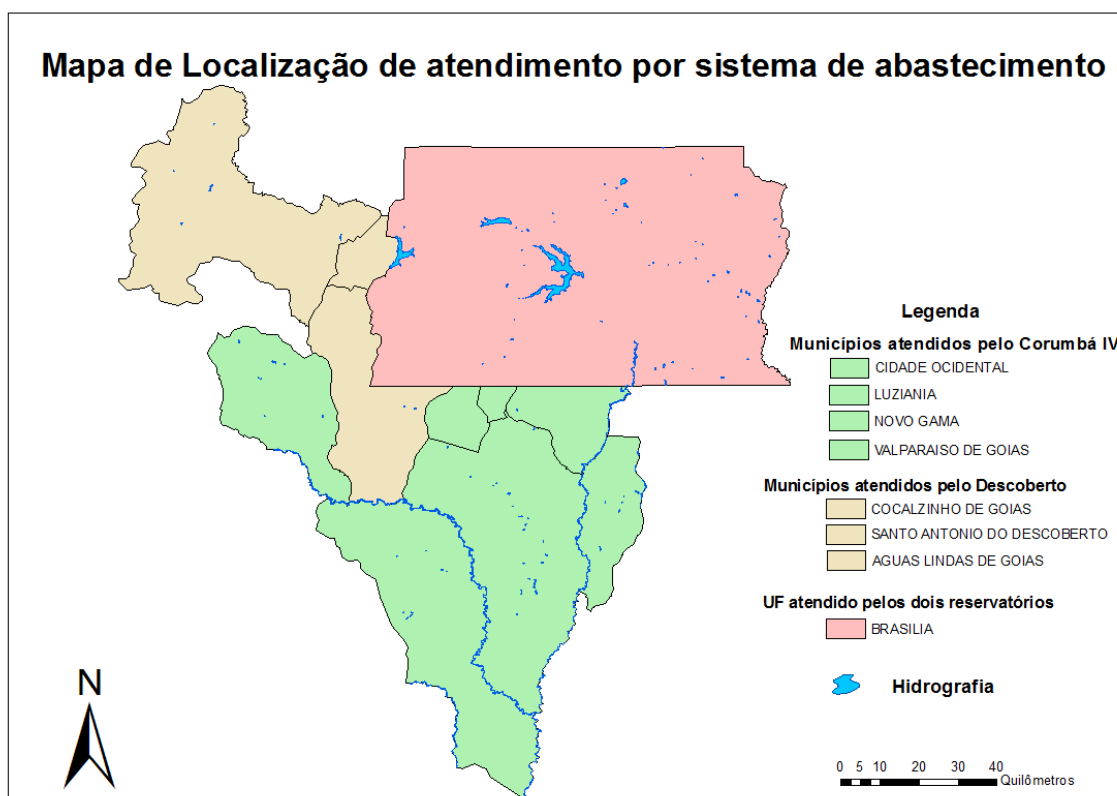 Mapa de Localização de atendimento por sistema de abastecimento
Legenda
Municípios atendidos pelo Corumbá IV
CIDADE OCIDENTAL
LUZIANIA
NOVO GAMA
VALPARAISO DE GOIAS
Municípios atendidos pelo Descoberto
COCALZINHO DE GOIAS
SANTO ANTONIO DO DESCOBERTO
AGUAS LINDAS DE GOIAS
UF atendido pelos dois reservatórios
BRASILIA
Hidrografia
N
0 5 10 20 30 40
Quilômetros